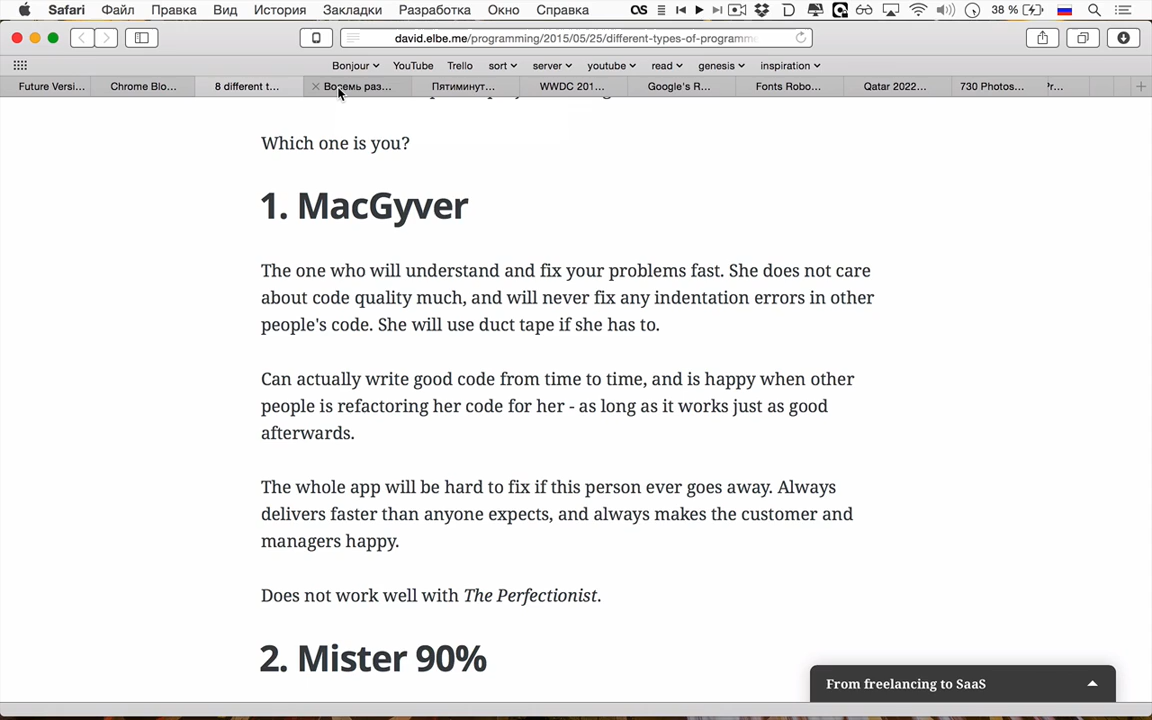 Safari Файл Правка Вид История Закладки Разработка Окно Справка 38 %
david.elbe.me/programming/2015/05/25/different-types-of-programme
Bonjour YouTube Trello sort server youtube read genesis inspiration
Future Versi... Chrome Blo... 8 different t... Восемь раз... Пятиминут... WWDC 201... Google's R... Fonts Robo... Qatar 2022... 730 Photos...
Which one is you?
1. MacGyver
The one who will understand and fix your problems fast. She does not care
about code quality much, and will never fix any indentation errors in other
people's code. She will use duct tape if she has to.
Can actually write good code from time to time, and is happy when other
people is refactoring her code for her - as long as it works just as good
afterwards.
The whole app will be hard to fix if this person ever goes away. Always
delivers faster than anyone expects, and always makes the customer and
managers happy.
Does not work well with The Perfectionist.
2. Mister 90%
From freelancing to SaaS